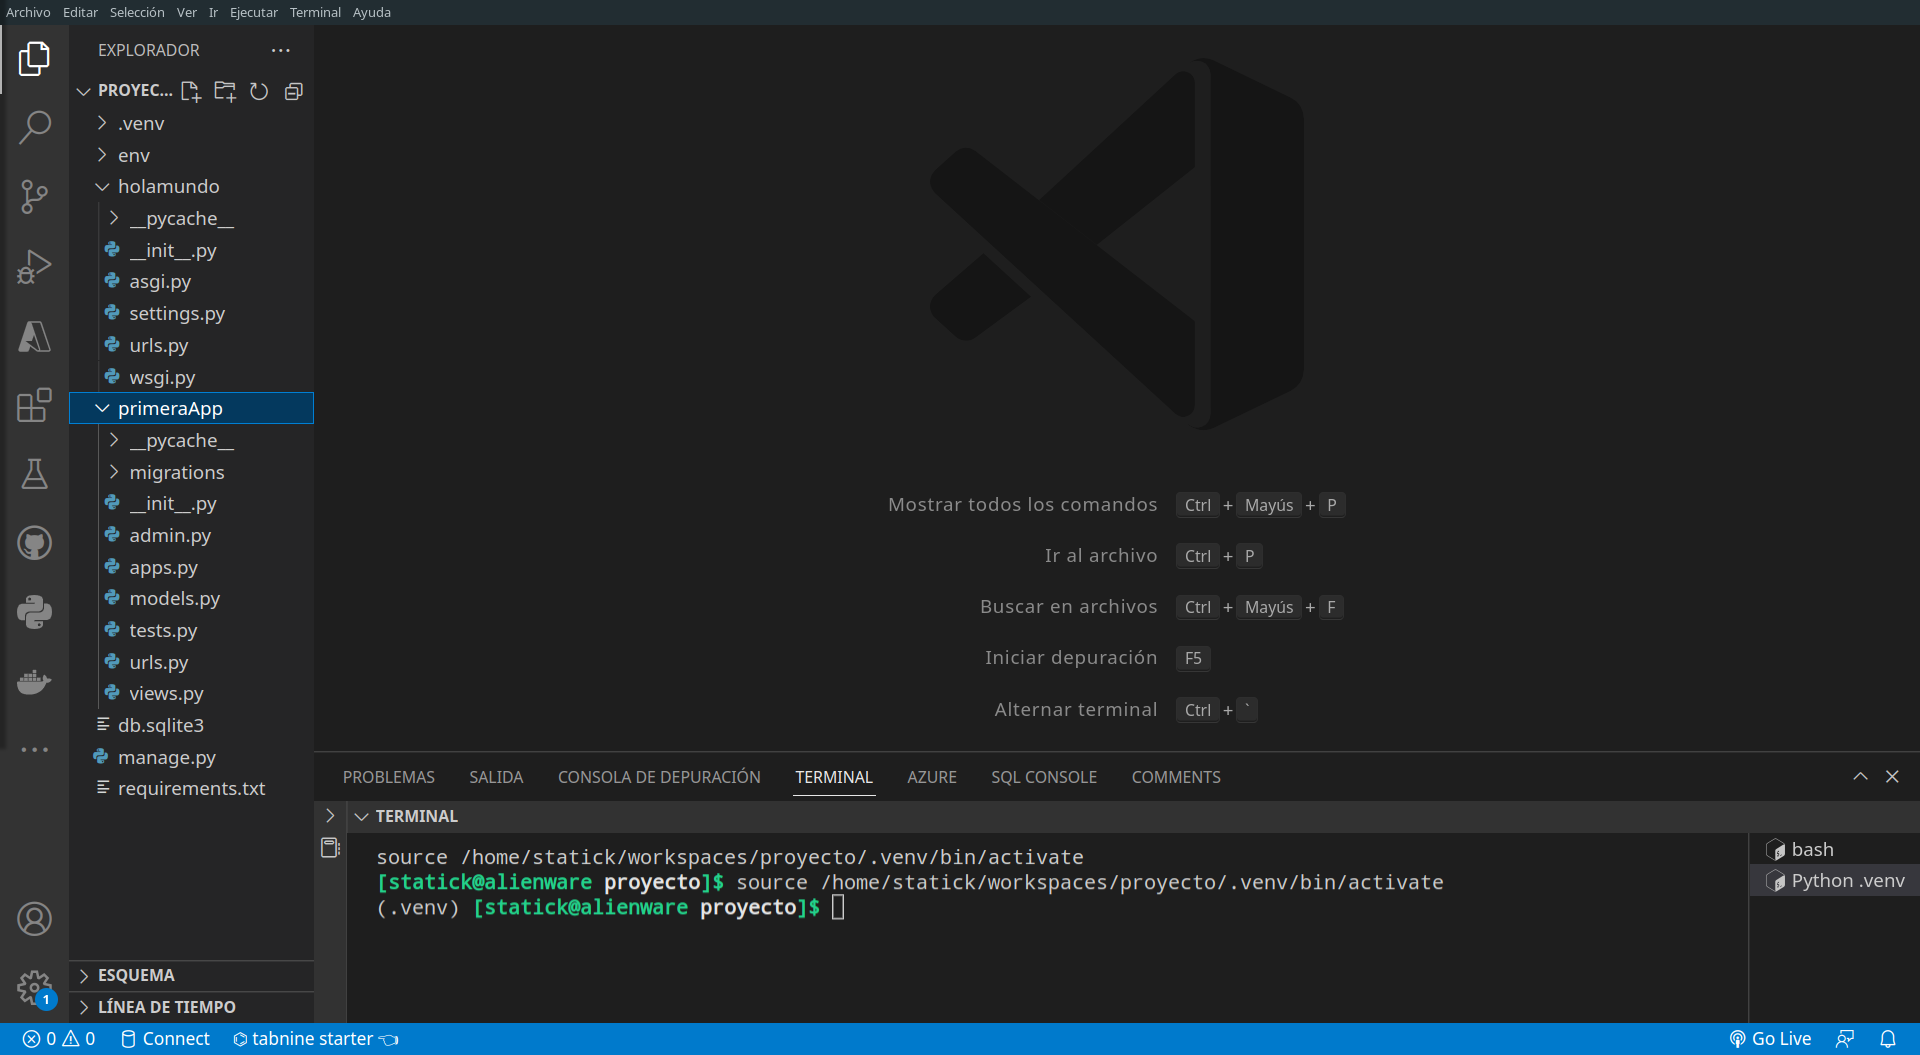 Archivo Editar Selección Ver Ir Ejecutar Terminal Ayuda
EXPLORADOR
PROYEC...
.venv
env
holamundo
__pycache__
__init__.py
asgi.py
settings.py
urls.py
wsgi.py
primeraApp
__pycache__
migrations
__init__.py
admin.py
apps.py
models.py
tests.py
urls.py
views.py
db.sqlite3
manage.py
requirements.txt
ESQUEMA
LÍNEA DE TIEMPO
1
Mostrar todos los comandos Ctrl + Mayús + P
Ir al archivo Ctrl + P
Buscar en archivos Ctrl + Mayús + F
Iniciar depuración F5
Alternar terminal Ctrl + `
PROBLEMAS SALIDA CONSOLA DE DEPURACIÓN TERMINAL AZURE SQL CONSOLE COMMENTS
TERMINAL
source /home/statick/workspaces/proyecto/.venv/bin/activate
[statick@alienware proyecto]$ source /home/statick/workspaces/proyecto/.venv/bin/activate
(.venv) [statick@alienware proyecto]$
bash
Python .venv
0 0 Connect tabnine starter Go Live